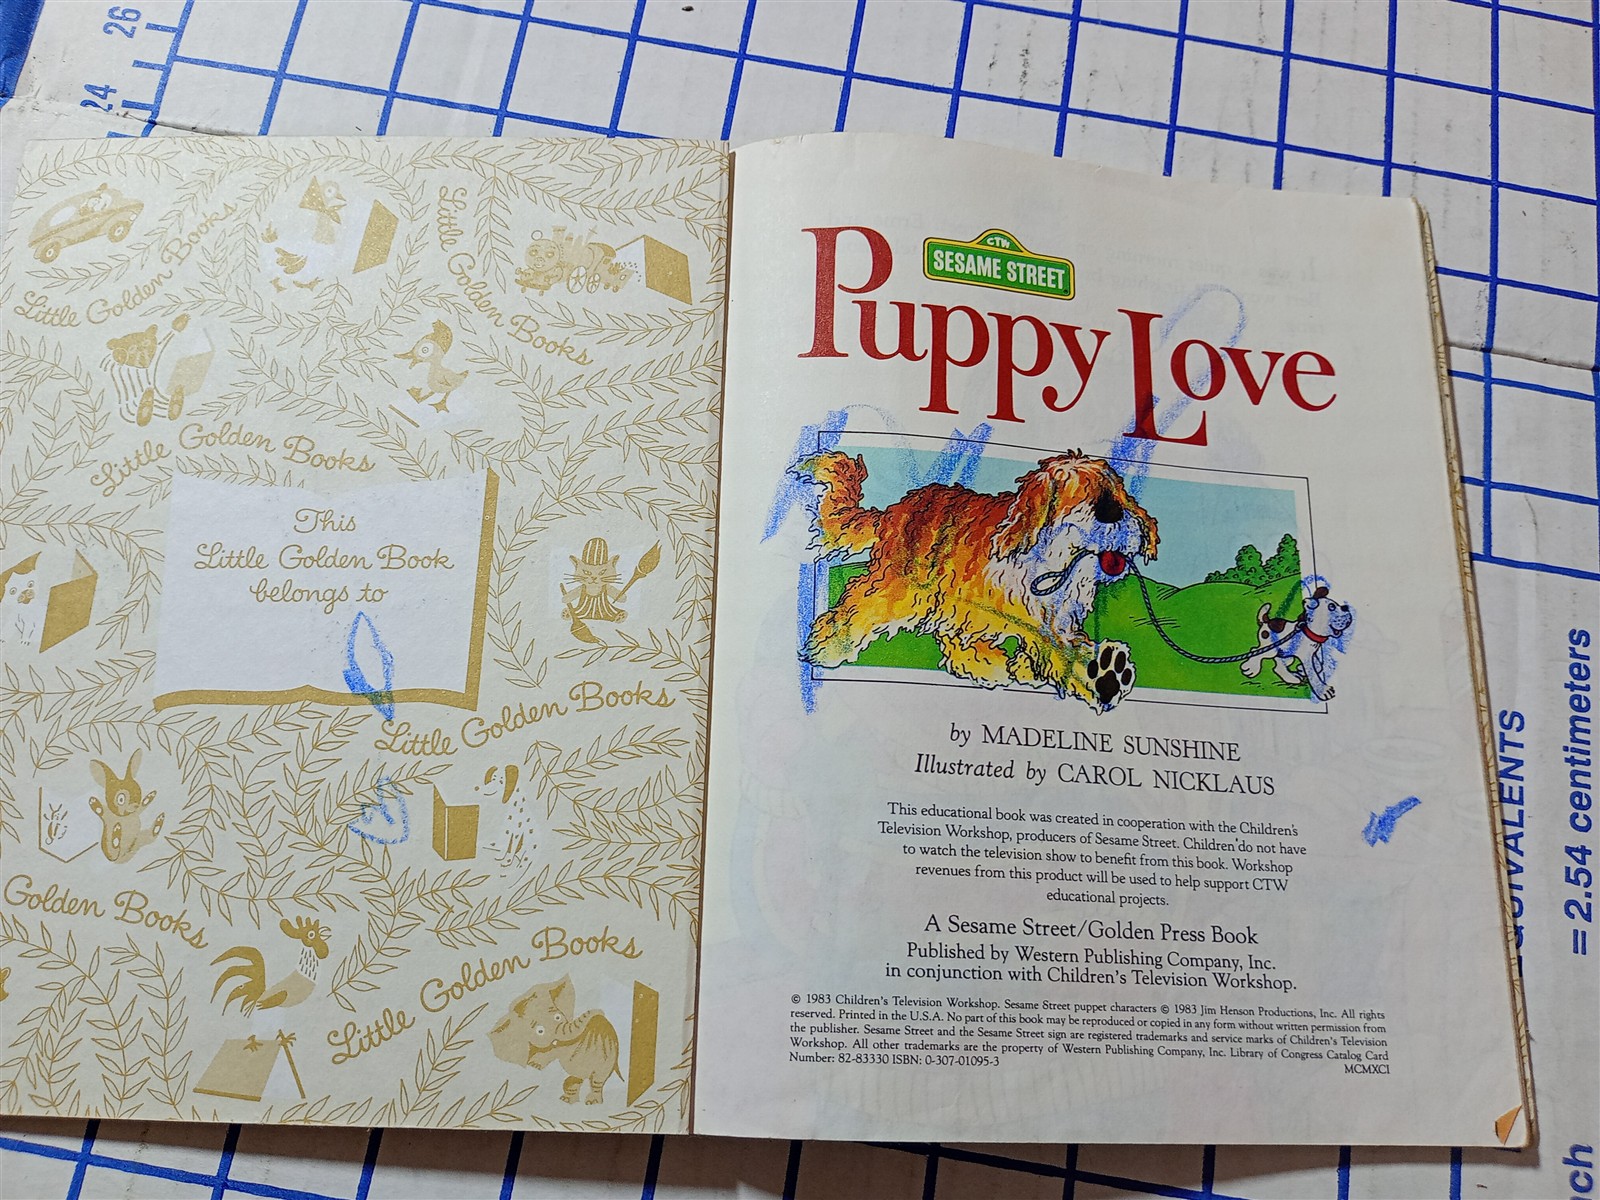 26
24
Little Golden Books
Little Golden Books
Little Golden Books
This
Little Golden Book
belongs to
Little Golden Books
Golden Books
Little Golden Books
CTW
SESAME STREET
Puppy Love
by MADELINE SUNSHINE
Illustrated by CAROL NICKLAUS
This educational book was created in cooperation with the Children's
Television Workshop, producers of Sesame Street. Children do not have
to watch the television show to benefit from this book. Workshop
revenues from this product will be used to help support CTW
educational projects.
A Sesame Street/Golden Press Book
Published by Western Publishing Company, Inc.
in conjunction with Children's Television Workshop.
© 1983 Children's Television Workshop. Sesame Street puppet characters © 1983 Jim Henson Productions, Inc. All rights
reserved. Printed in the U.S.A. No part of this book may be reproduced or copied in any form without written permission from
the publisher. Sesame Street and the Sesame Street sign are registered trademarks and service marks of Children's Television
Workshop. All other trademarks are the property of Western Publishing Company, Inc. Library of Congress Catalog Card
Number: 82-83330 ISBN: 0-307-01095-3
MCMXCI
= 2.54 centimeters